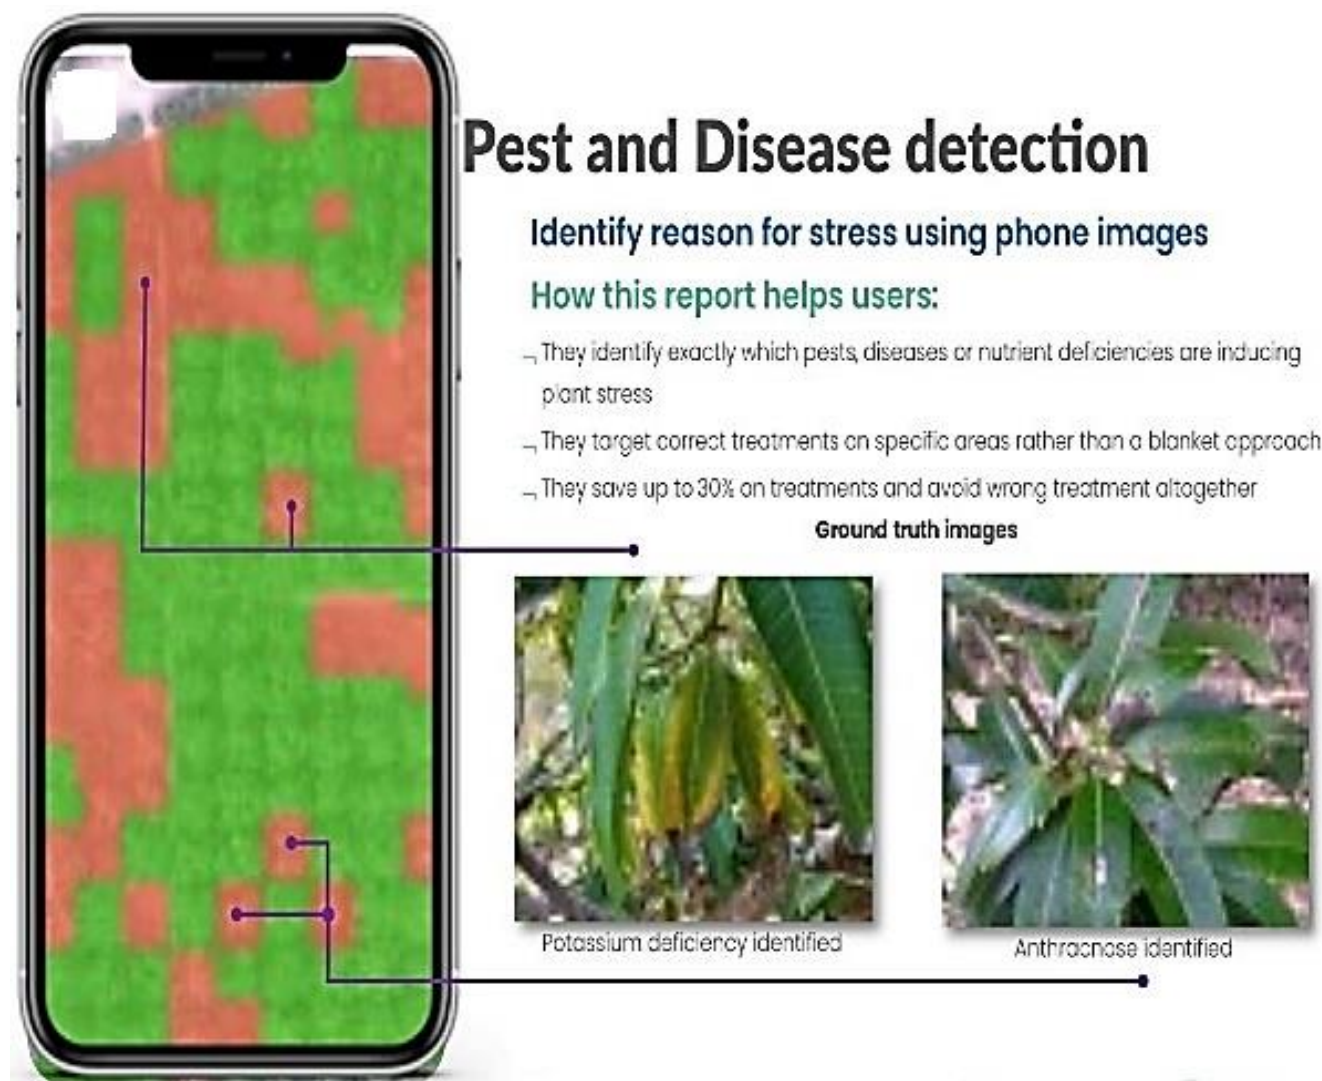 Pest and Disease detection
Identify reason for stress using phone images
How this report helps users:
They identify exactly which pests, diseases or nutrient deficiencies are inducing
plant stress
They target correct treatments on specific areas rather than a blanket approach
They save up to 30% on treatments and avoid wrong treatment altogether
Ground truth images
Potassium deficiency identified
Anthracnose identified